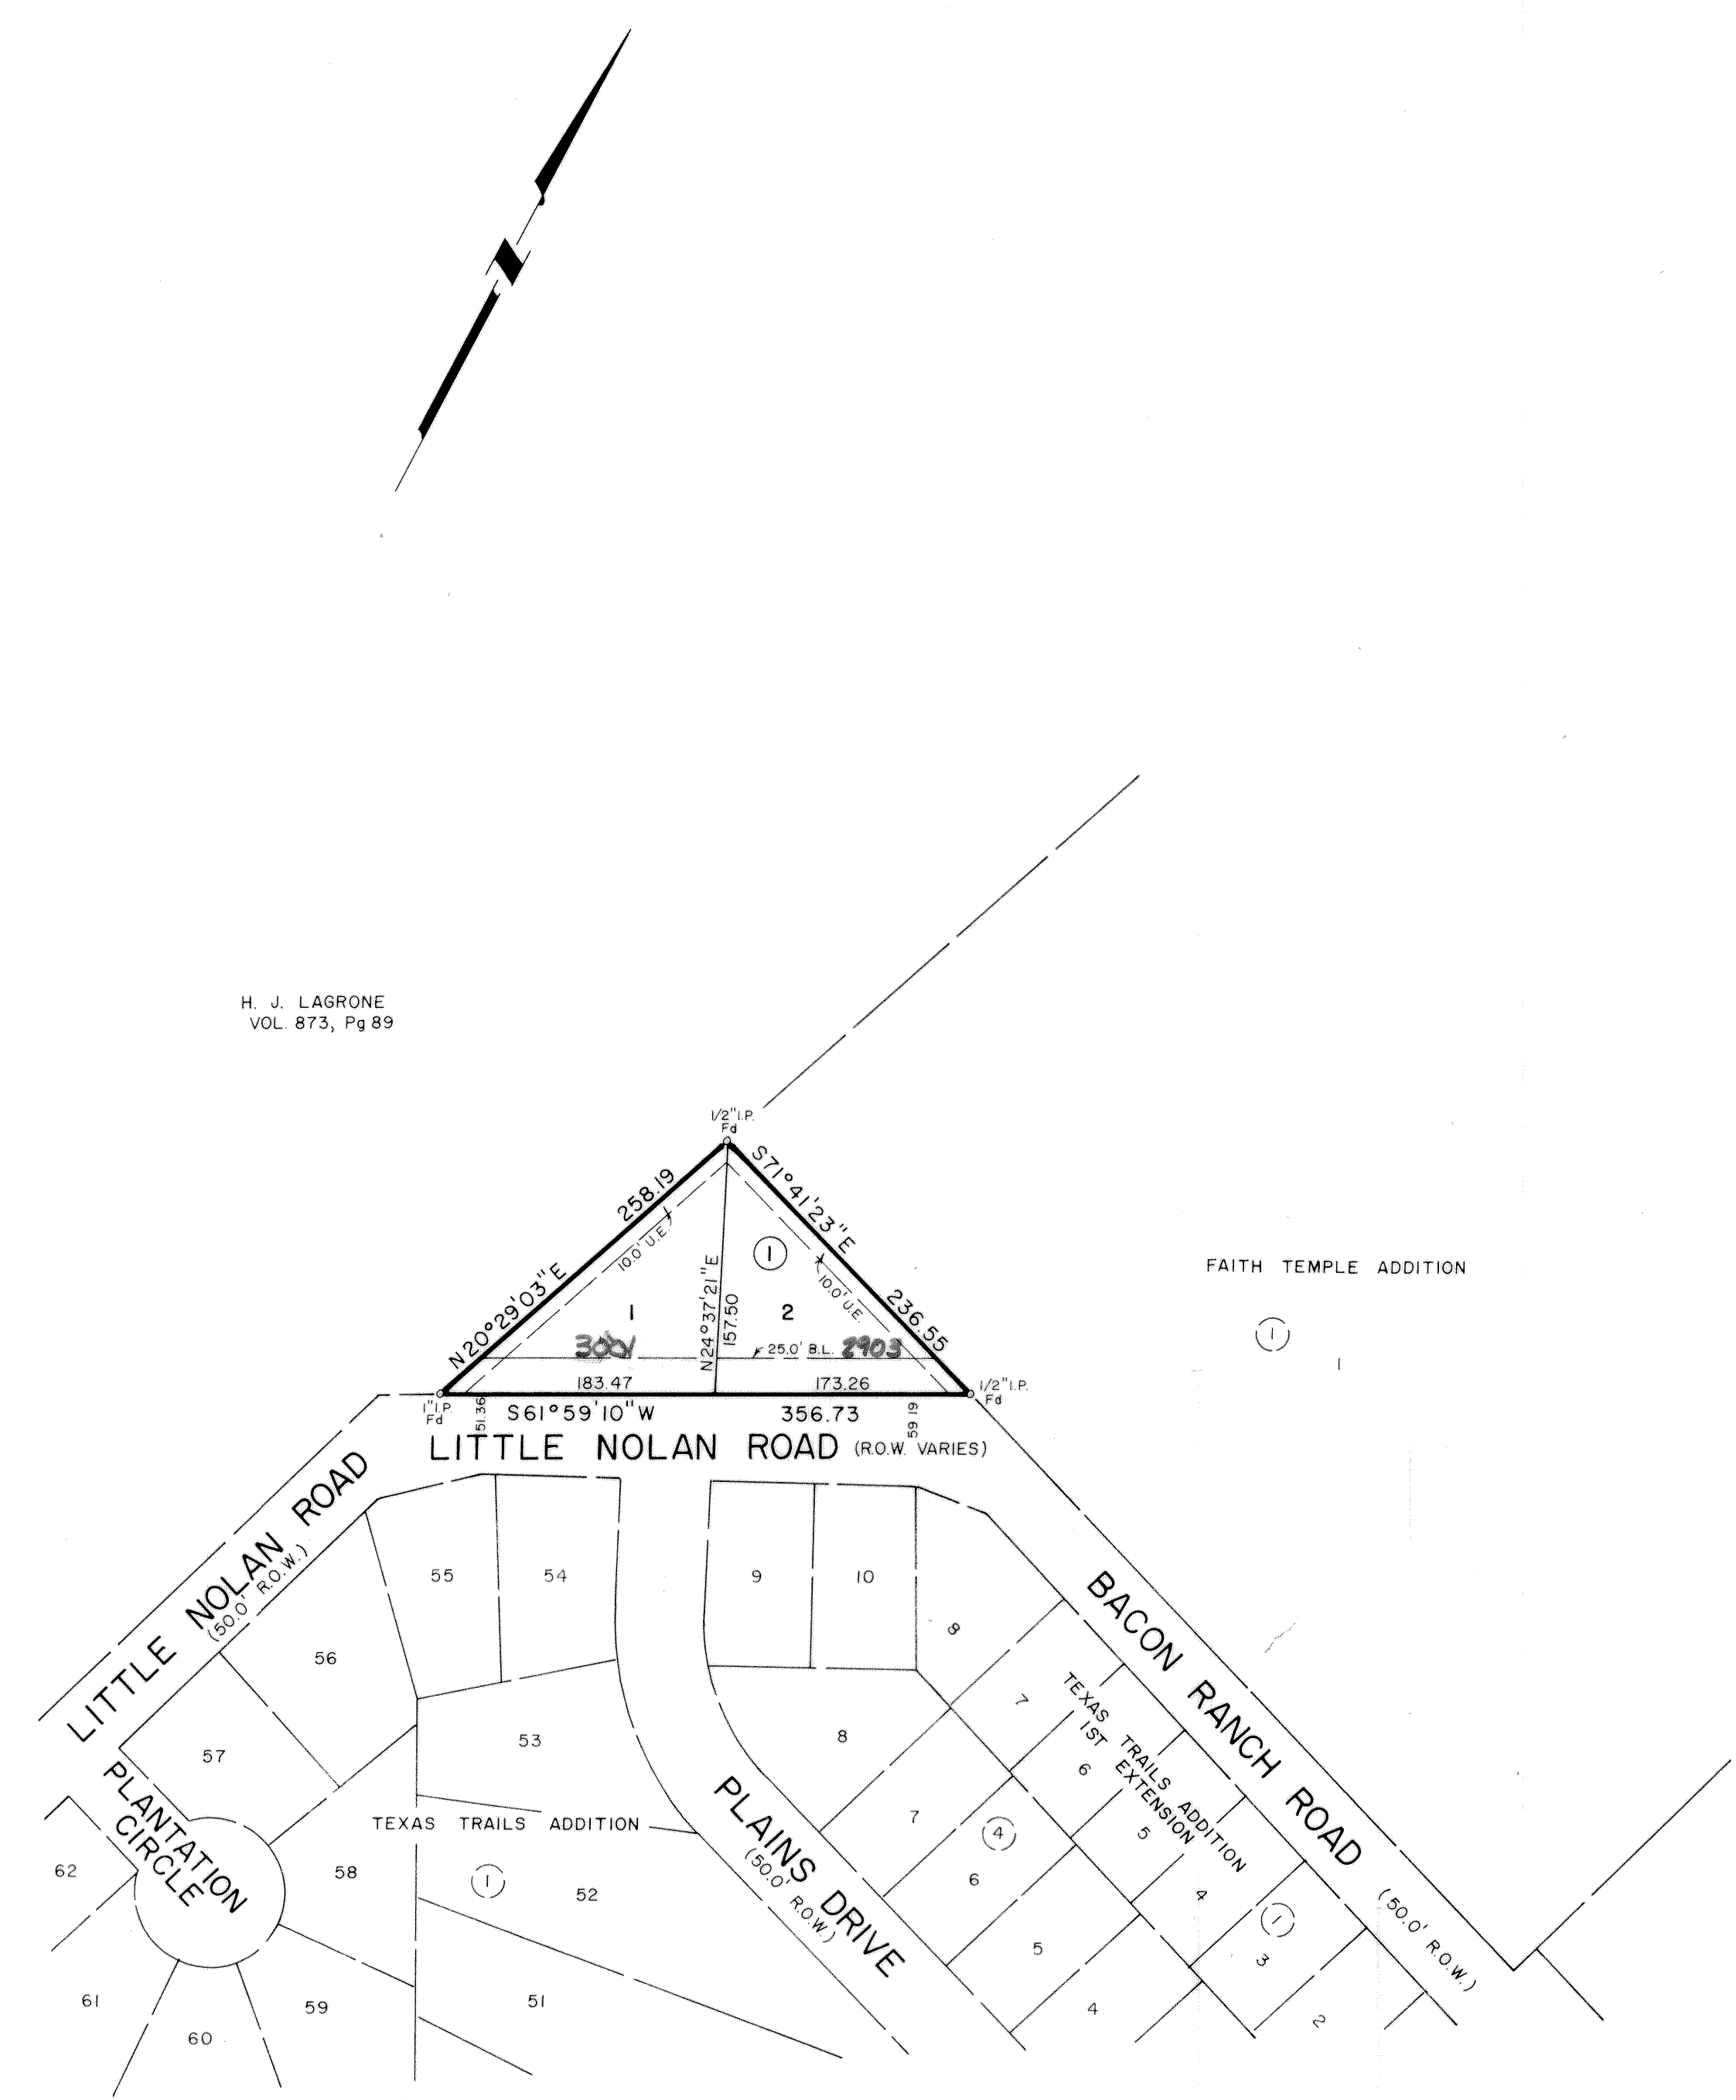 H. J. LAGRONE
VOL. 873, Pg 89
1/2" I.P.
Fd
258.19
N 20° 29' 03" E
10.0' U.E.
S 71° 41' 23" E
236.55
10.0' U.E.
1
1
2
N 24° 37' 21" E
157.50
25.0' B.L.
2903
183.47
173.26
1" I.P.
Fd
1/2" I.P.
Fd
51.36
S 61° 59' 10" W
356.73
59.19
LITTLE NOLAN ROAD (R.O.W. VARIES)
FAITH TEMPLE ADDITION
1
1
LITTLE NOLAN ROAD
(50.0' R.O.W.)
55
54
9
10
8
56
57
53
8
7
BACON RANCH ROAD
(50.0' R.O.W.)
TEXAS TRAILS ADDITION
1ST EXTENSION
6
5
4
1
3
2
PLANTATION
CIRCLE
TEXAS TRAILS ADDITION
1
PLAINS DRIVE
(50.0' R.O.W.)
7
4
6
5
4
62
58
52
61
59
51
60